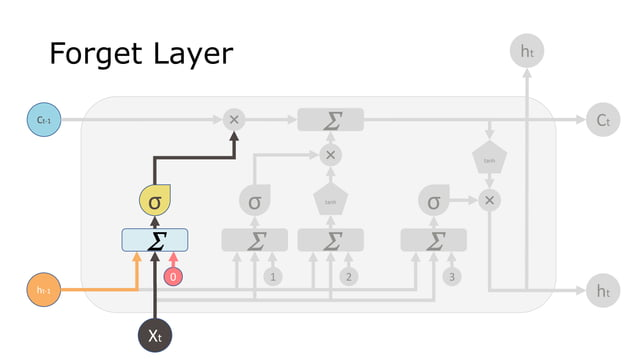 Forget Layer
ht
Ct-1
×
Σ
Ct
×
tanh
σ
σ
tanh
σ
×
Σ
Σ
Σ
Σ
ht-1
0
1
2
3
ht
Xt